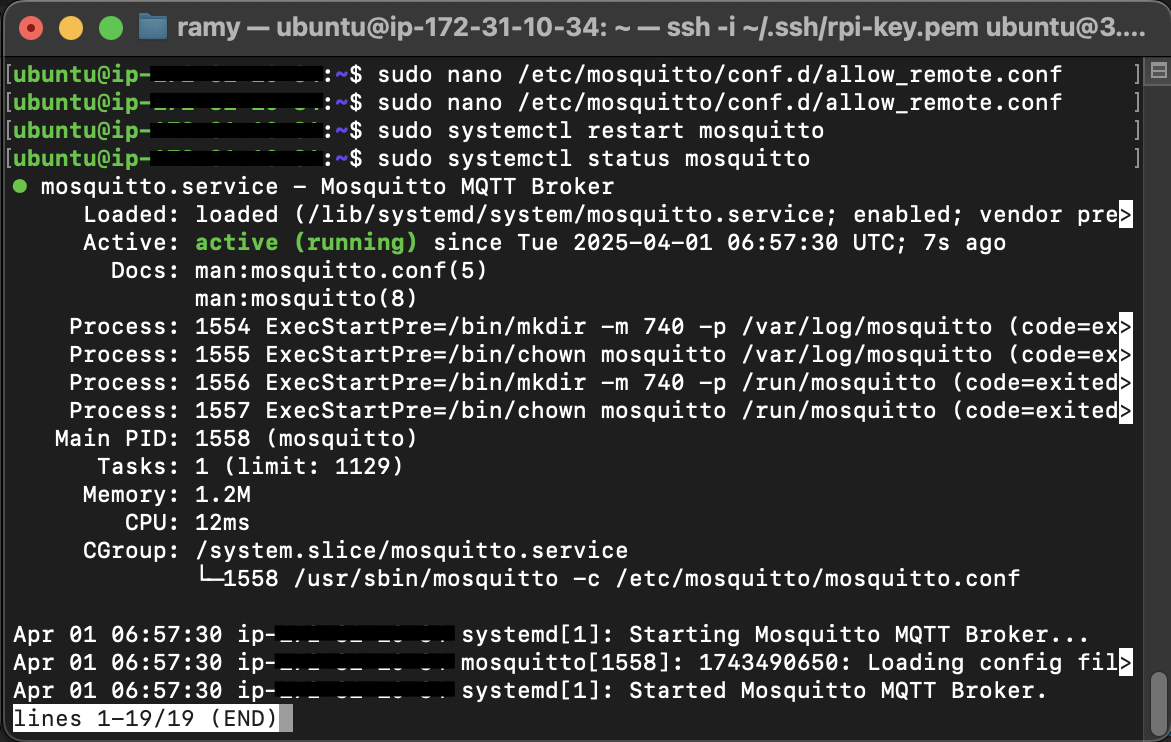 ramy — ubuntu@ip-172-31-10-34: ~ — ssh -i ~/.ssh/rpi-key.pem ubuntu@3....
[ubuntu@ip-:~$ sudo nano /etc/mosquitto/conf.d/allow_remote.conf ]
[ubuntu@ip-:~$ sudo nano /etc/mosquitto/conf.d/allow_remote.conf ]
[ubuntu@ip-:~$ sudo systemctl restart mosquitto ]
[ubuntu@ip-:~$ sudo systemctl status mosquitto ]
● mosquitto.service – Mosquitto MQTT Broker
Loaded: loaded (/lib/systemd/system/mosquitto.service; enabled; vendor pre>
Active: active (running) since Tue 2025-04-01 06:57:30 UTC; 7s ago
Docs: man:mosquitto.conf(5)
man:mosquitto(8)
Process: 1554 ExecStartPre=/bin/mkdir -m 740 -p /var/log/mosquitto (code=ex>
Process: 1555 ExecStartPre=/bin/chown mosquitto /var/log/mosquitto (code=ex>
Process: 1556 ExecStartPre=/bin/mkdir -m 740 -p /run/mosquitto (code=exited>
Process: 1557 ExecStartPre=/bin/chown mosquitto /run/mosquitto (code=exited>
Main PID: 1558 (mosquitto)
Tasks: 1 (limit: 1129)
Memory: 1.2M
CPU: 12ms
CGroup: /system.slice/mosquitto.service
└─1558 /usr/sbin/mosquitto -c /etc/mosquitto/mosquitto.conf
Apr 01 06:57:30 ip- systemd[1]: Starting Mosquitto MQTT Broker...
Apr 01 06:57:30 ip- mosquitto[1558]: 1743490650: Loading config fil>
Apr 01 06:57:30 ip- systemd[1]: Started Mosquitto MQTT Broker.
lines 1-19/19 (END)